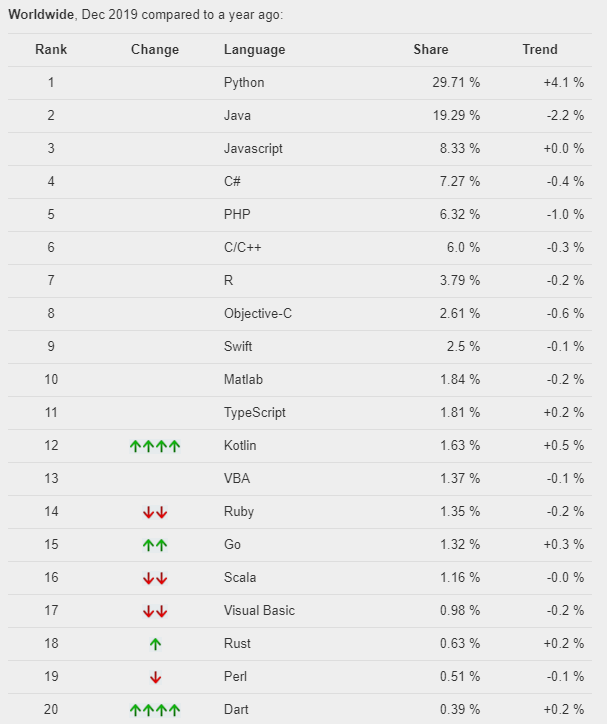 Worldwide, Dec 2019 compared to a year ago:
Rank Change Language Share Trend
1 Python 29.71 % +4.1 %
2 Java 19.29 % -2.2 %
3 Javascript 8.33 % +0.0 %
4 C# 7.27 % -0.4 %
5 PHP 6.32 % -1.0 %
6 C/C++ 6.0 % -0.3 %
7 R 3.79 % -0.2 %
8 Objective-C 2.61 % -0.6 %
9 Swift 2.5 % -0.1 %
10 Matlab 1.84 % -0.2 %
11 TypeScript 1.81 % +0.2 %
12 ↑↑↑↑ Kotlin 1.63 % +0.5 %
13 VBA 1.37 % -0.1 %
14 ↓↓ Ruby 1.35 % -0.2 %
15 ↑↑ Go 1.32 % +0.3 %
16 ↓↓ Scala 1.16 % -0.0 %
17 ↓↓ Visual Basic 0.98 % -0.2 %
18 ↑ Rust 0.63 % +0.2 %
19 ↓ Perl 0.51 % -0.1 %
20 ↑↑↑↑ Dart 0.39 % +0.2 %